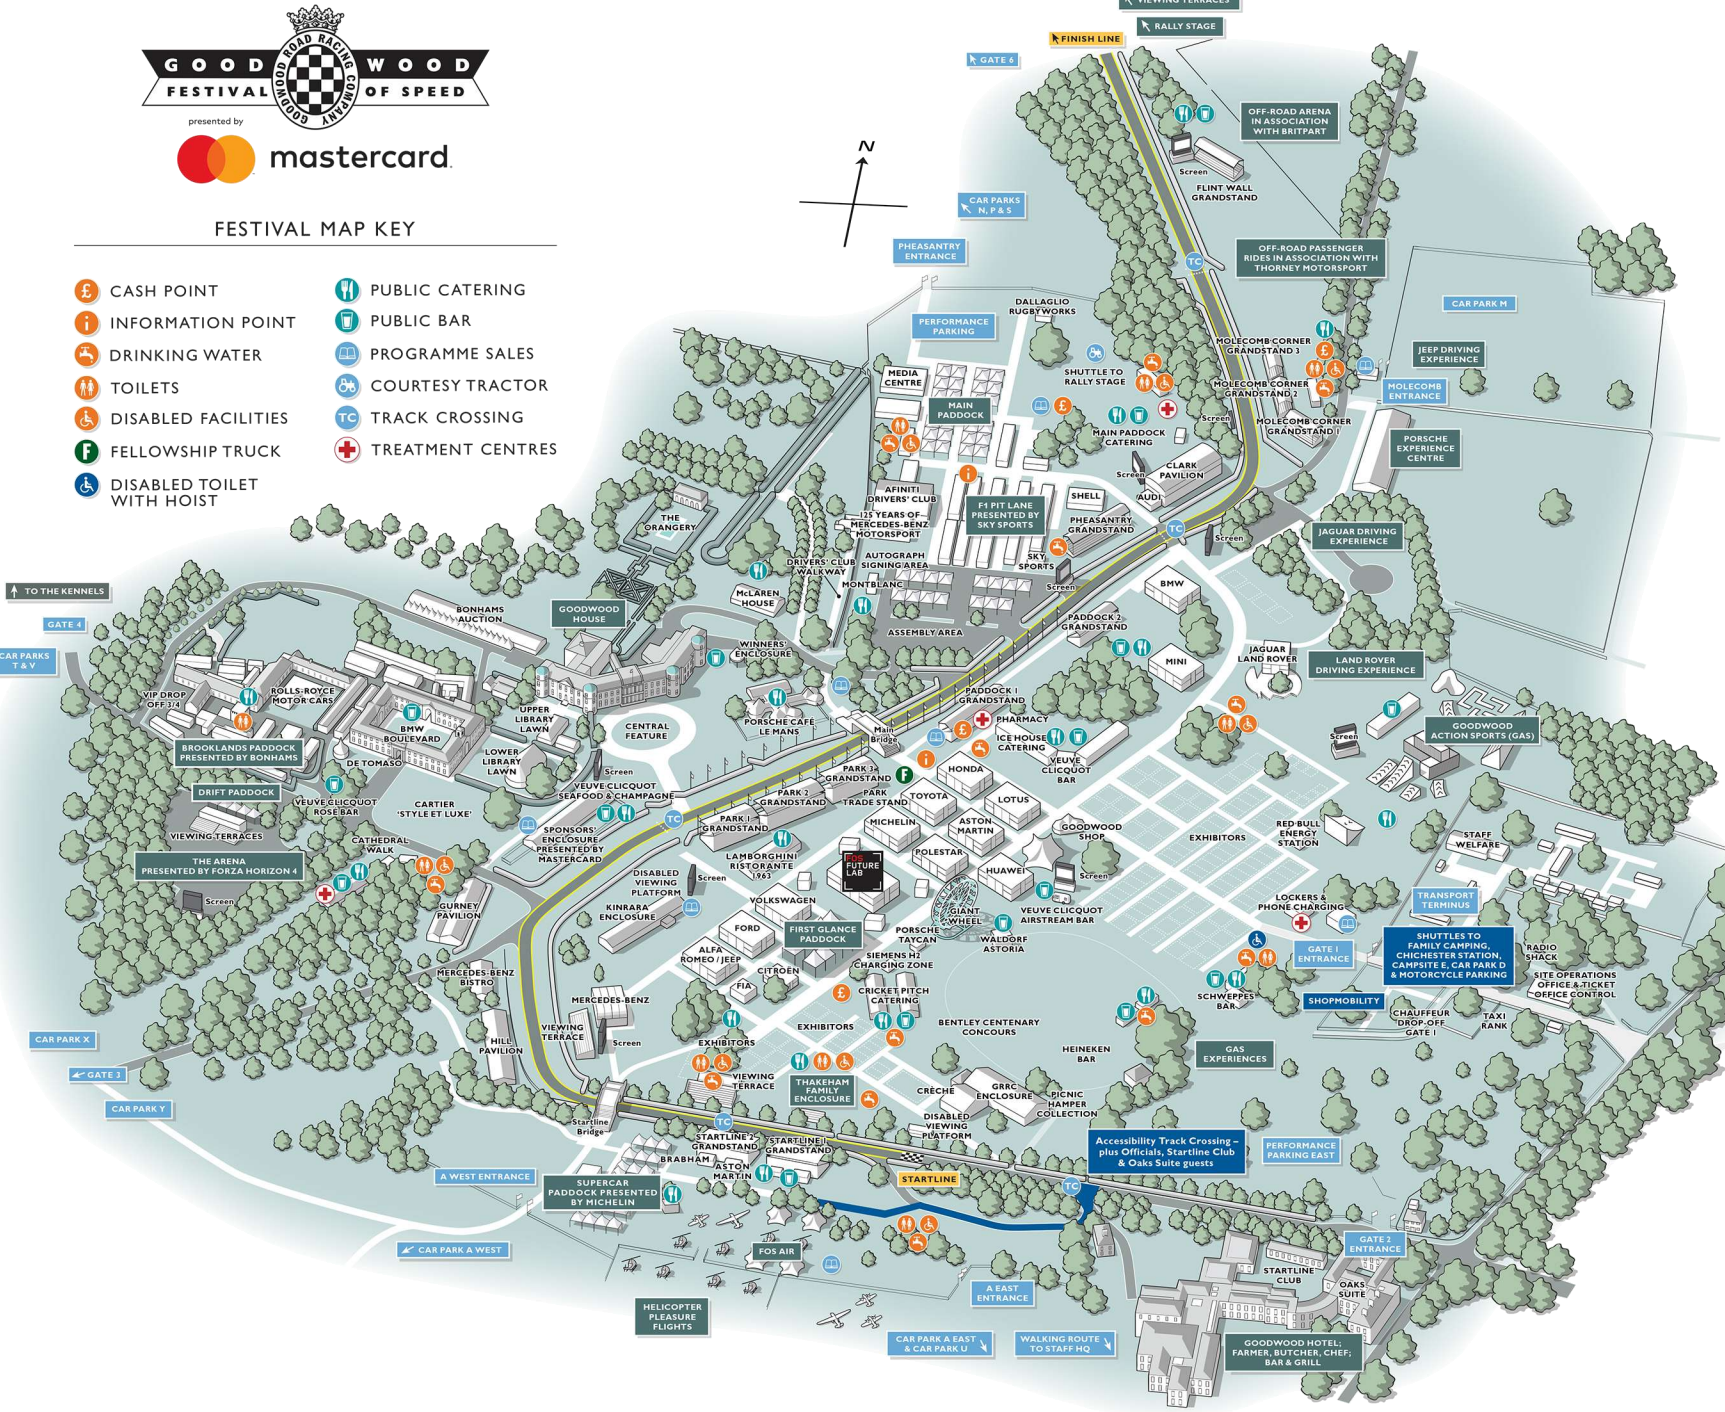 GOODWOOD
FESTIVAL OF SPEED
GOODWOOD ROAD RACING COMPANY
presented by
mastercard.
FESTIVAL MAP KEY
CASH POINT
INFORMATION POINT
DRINKING WATER
TOILETS
DISABLED FACILITIES
F
FELLOWSHIP TRUCK
DISABLED TOILET
WITH HOIST
PUBLIC CATERING
PUBLIC BAR
PROGRAMME SALES
COURTESY TRACTOR
TC
TRACK CROSSING
TREATMENT CENTRES
N
VIEWING TERRACES
RALLY STAGE
FINISH LINE
GATE 6
OFF-ROAD ARENA
IN ASSOCIATION
WITH BRITPART
Screen
FLINT WALL
GRANDSTAND
CAR PARKS
N, P & S
PHEASANTRY
ENTRANCE
TC
OFF-ROAD PASSENGER
RIDES IN ASSOCIATION WITH
THORNEY MOTORSPORT
CAR PARK M
DALLAGLIO
RUGBYWORKS
PERFORMANCE
PARKING
MOLECOMB CORNER
GRANDSTAND 3
JEEP DRIVING
EXPERIENCE
MEDIA
CENTRE
SHUTTLE TO
RALLY STAGE
MOLECOMB CORNER
GRANDSTAND 2
MOLECOMB
ENTRANCE
MAIN
PADDOCK
Screen
MOLECOMB CORNER
GRANDSTAND 1
MAIN PADDOCK
CATERING
PORSCHE
EXPERIENCE
CENTRE
Screen
CLARK
PAVILION
AUDI
SHELL
AFINITI
DRIVERS' CLUB
125 YEARS OF
MERCEDES-BENZ
MOTORSPORT
F1 PIT LANE
PRESENTED BY
SKY SPORTS
PHEASANTRY
GRANDSTAND
TC
Screen
JAGUAR DRIVING
EXPERIENCE
THE
ORANGERY
DRIVERS' CLUB
WALKWAY
AUTOGRAPH
SIGNING AREA
SKY
SPORTS
Screen
MONTBLANC
BMW
TO THE KENNELS
McLAREN
HOUSE
GOODWOOD
HOUSE
BONHAMS
AUCTION
GATE 4
CAR PARKS
T & V
ASSEMBLY AREA
PADDOCK 2
GRANDSTAND
WINNERS'
ENCLOSURE
MINI
JAGUAR
LAND ROVER
LAND ROVER
DRIVING EXPERIENCE
VIP DROP
OFF 3/4
ROLLS-ROYCE
MOTOR CARS
BMW
BOULEVARD
UPPER
LIBRARY
LAWN
CENTRAL
FEATURE
PORSCHE CAFÉ
LE MANS
PADDOCK 1
GRANDSTAND
PHARMACY
Main
Bridge
ICE HOUSE
CATERING
VEUVE
CLICQUOT
BAR
Screen
GOODWOOD
ACTION SPORTS (GAS)
BROOKLANDS PADDOCK
PRESENTED BY BONHAMS
DE TOMASO
LOWER
LIBRARY
LAWN
Screen
VEUVE CLICQUOT
SEAFOOD & CHAMPAGNE
PARK 3
GRANDSTAND
F
HONDA
DRIFT PADDOCK
VEUVE CLICQUOT
ROSÉ BAR
CARTIER
'STYLE ET LUXE'
PARK 2
GRANDSTAND
PARK
TRADE STAND
TOYOTA
LOTUS
TC
PARK 1
GRANDSTAND
MICHELIN
ASTON
MARTIN
GOODWOOD
SHOP
EXHIBITORS
RED BULL
ENERGY
STATION
STAFF
WELFARE
VIEWING TERRACES
CATHEDRAL
WALK
SPONSORS'
ENCLOSURE
PRESENTED BY
MASTERCARD
THE ARENA
PRESENTED BY FORZA HORIZON 4
LAMBORGHINI
RISTORANTE
1963
FOS
FUTURE
LAB
POLESTAR
HUAWEI
Screen
DISABLED
VIEWING
PLATFORM
Screen
Screen
GURNEY
PAVILION
KINRARA
ENCLOSURE
VOLKSWAGEN
GIANT
WHEEL
VEUVE CLICQUOT
AIRSTREAM BAR
LOCKERS &
PHONE CHARGING
TRANSPORT
TERMINUS
FORD
FIRST GLANCE
PADDOCK
PORSCHE
TAYCAN
WALDORF
ASTORIA
GATE 1
ENTRANCE
SHUTTLES TO
FAMILY CAMPING,
CHICHESTER STATION,
CAMPSITE E, CAR PARK D
& MOTORCYCLE PARKING
RADIO
SHACK
ALFA
ROMEO / JEEP
CITROËN
SIEMENS H2
CHARGING ZONE
MERCEDES-BENZ
BISTRO
FIA
CRICKET PITCH
CATERING
SCHWEPPES
BAR
SHOPMOBILITY
SITE OPERATIONS
OFFICE & TICKET
OFFICE CONTROL
MERCEDES-BENZ
CHAUFFEUR
DROP-OFF
GATE 1
TAXI
RANK
HILL
PAVILION
VIEWING
TERRACE
Screen
EXHIBITORS
EXHIBITORS
BENTLEY CENTENARY
CONCOURS
HEINEKEN
BAR
GAS
EXPERIENCES
CAR PARK X
GATE 3
VIEWING
TERRACE
THAKEHAM
FAMILY
ENCLOSURE
CRÈCHE
GRRC
ENCLOSURE
PICNIC
HAMPER
COLLECTION
CAR PARK Y
Startline
Bridge
TC
DISABLED
VIEWING
PLATFORM
STARTLINE 2
GRANDSTAND
STARTLINE 1
GRANDSTAND
Accessibility Track Crossing –
plus Officials, Startline Club
& Oaks Suite guests
PERFORMANCE
PARKING EAST
BRABHAM
ASTON
MARTIN
STARTLINE
TC
A WEST ENTRANCE
SUPERCAR
PADDOCK PRESENTED
BY MICHELIN
CAR PARK A WEST
FOS AIR
GATE 2
ENTRANCE
STARTLINE
CLUB
OAKS
SUITE
A EAST
ENTRANCE
HELICOPTER
PLEASURE
FLIGHTS
CAR PARK A EAST
& CAR PARK U
WALKING ROUTE
TO STAFF HQ
GOODWOOD HOTEL;
FARMER, BUTCHER, CHEF;
BAR & GRILL